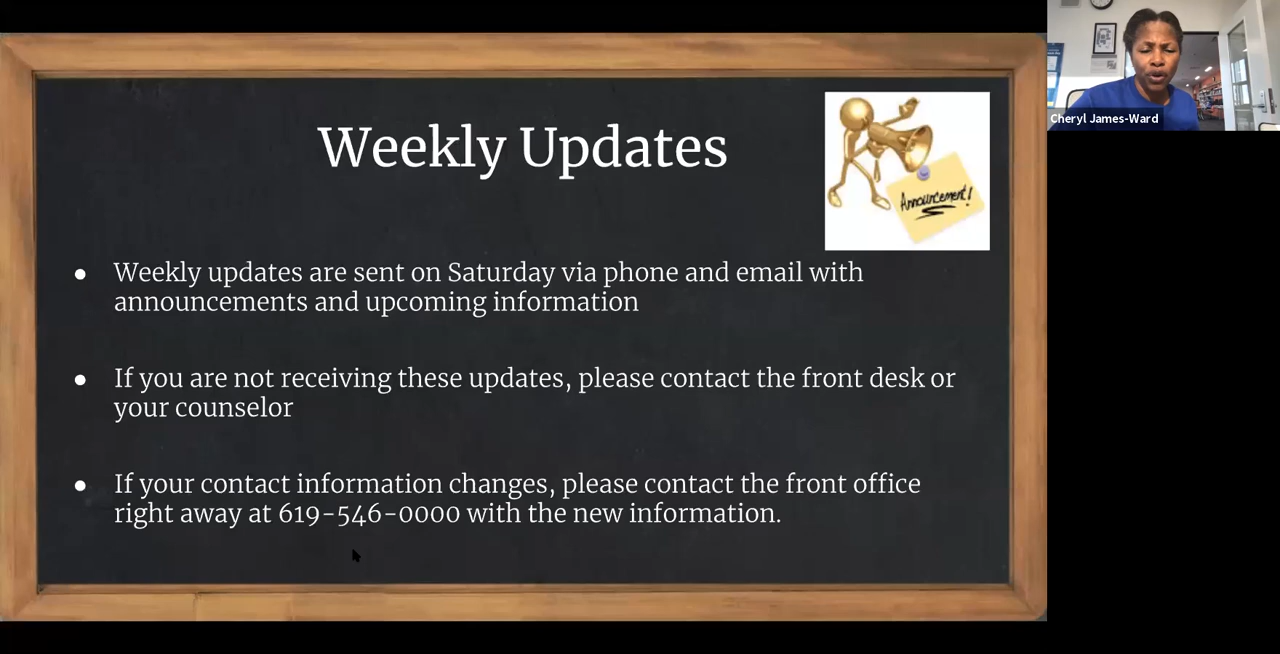 Weekly Updates
Announcement!
● Weekly updates are sent on Saturday via phone and email with
announcements and upcoming information
● If you are not receiving these updates, please contact the front desk or
your counselor
● If your contact information changes, please contact the front office
right away at 619-546-0000 with the new information.
Cheryl James-Ward